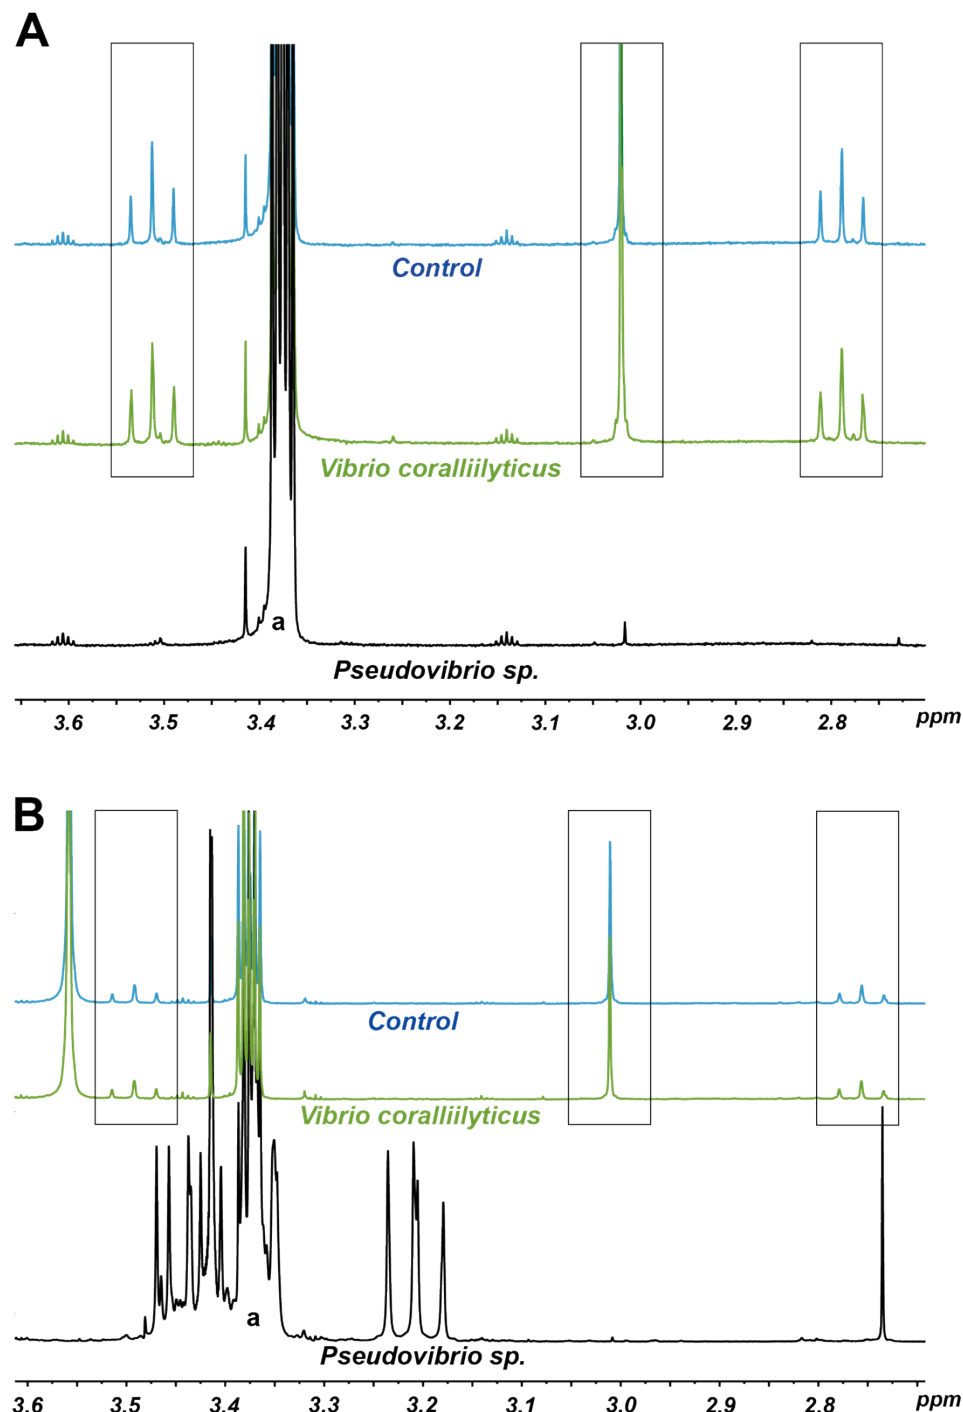 A
Control
Vibrio coralliilyticus
a
Pseudovibrio sp.
3.6 3.5 3.4 3.3 3.2 3.1 3.0 2.9 2.8 ppm
B
Control
Vibrio coralliilyticus
a
Pseudovibrio sp.
3.6 3.5 3.4 3.3 3.2 3.1 3.0 2.9 2.8 ppm